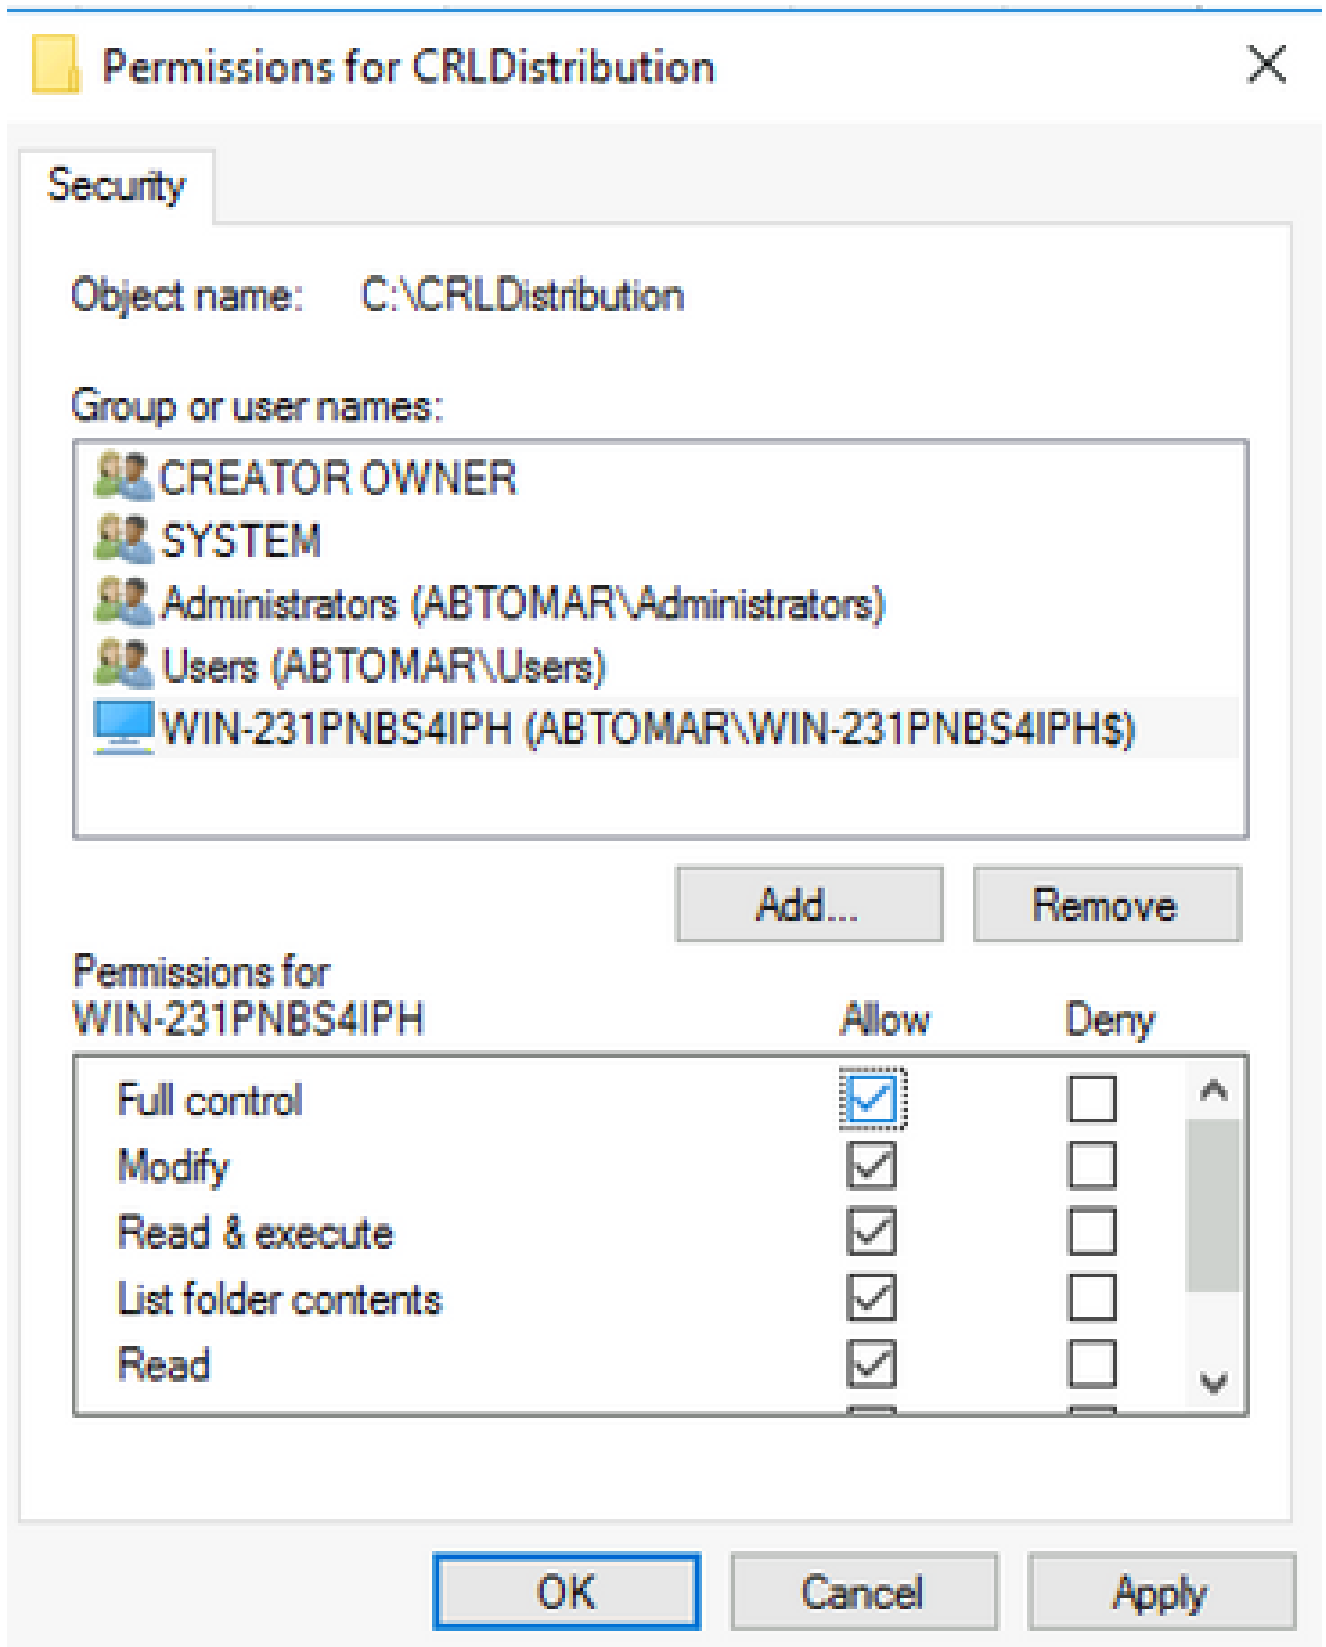 Permissions for CRLDistribution
Security
Object name: C:\CRLDistribution
Group or user names:
CREATOR OWNER
SYSTEM
Administrators (ABTOMAR\Administrators)
Users (ABTOMAR\Users)
WIN-231PNBS4IPH (ABTOMAR\WIN-231PNBS4IPH$)
Add... Remove
Permissions for
WIN-231PNBS4IPH Allow Deny
Full control
Modify
Read & execute
List folder contents
Read
OK Cancel Apply